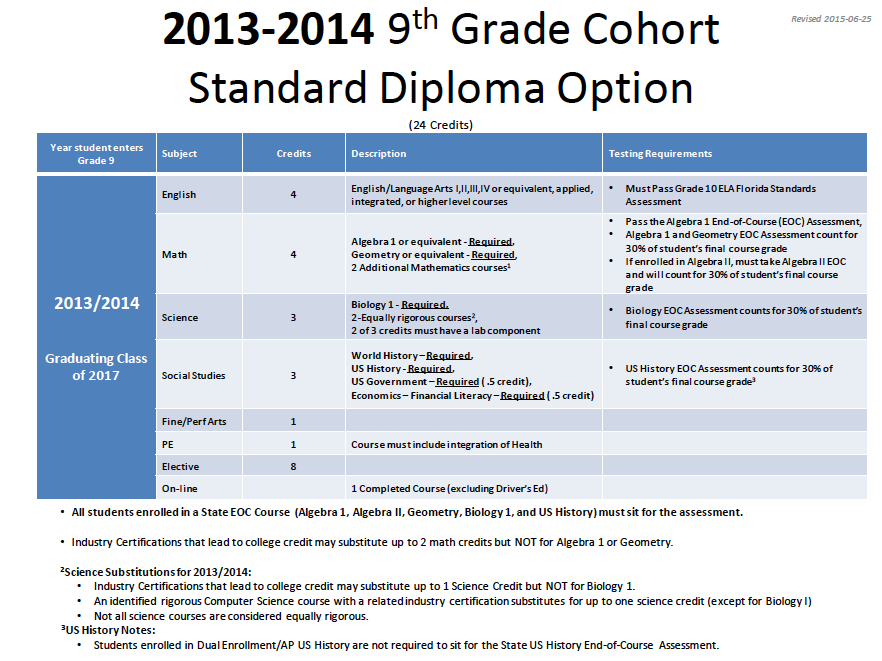 2013-2014 9th Grade Cohort
Revised 2015-06-25
Standard Diploma Option
(24 Credits)
Year student enters
Grade 9
Subject
Credits
Description
Testing Requirements
2013/2014
Graduating Class
of 2017
English
4
English/Language Arts I,II,III,IV or equivalent, applied,
integrated, or higher level courses
• Must Pass Grade 10 ELA Florida Standards
Assessment
Math
4
Algebra 1 or equivalent - Required,
Geometry or equivalent - Required,
2 Additional Mathematics courses¹
• Pass the Algebra 1 End-of-Course (EOC) Assessment,
• Algebra 1 and Geometry EOC Assessment count for
30% of student's final course grade
• If enrolled in Algebra II, must take Algebra II EOC
and will count for 30% of student's final course
grade
Science
3
Biology 1 - Required,
2-Equally rigorous courses²,
2 of 3 credits must have a lab component
• Biology EOC Assessment counts for 30% of student's
final course grade
Social Studies
3
World History – Required,
US History - Required,
US Government – Required ( .5 credit),
Economics – Financial Literacy – Required ( .5 credit)
• US History EOC Assessment counts for 30% of
student's final course grade³
Fine/Perf Arts
1
PE
1
Course must include integration of Health
Elective
8
On-line
1 Completed Course (excluding Driver's Ed)
• All students enrolled in a State EOC Course (Algebra 1, Algebra II, Geometry, Biology 1, and US History) must sit for the assessment.
• Industry Certifications that lead to college credit may substitute up to 2 math credits but NOT for Algebra 1 or Geometry.
²Science Substitutions for 2013/2014:
• Industry Certifications that lead to college credit may substitute up to 1 Science Credit but NOT for Biology 1.
• An identified rigorous Computer Science course with a related industry certification substitutes for up to one science credit (except for Biology I)
• Not all science courses are considered equally rigorous.
³US History Notes:
• Students enrolled in Dual Enrollment/AP US History are not required to sit for the State US History End-of-Course Assessment.